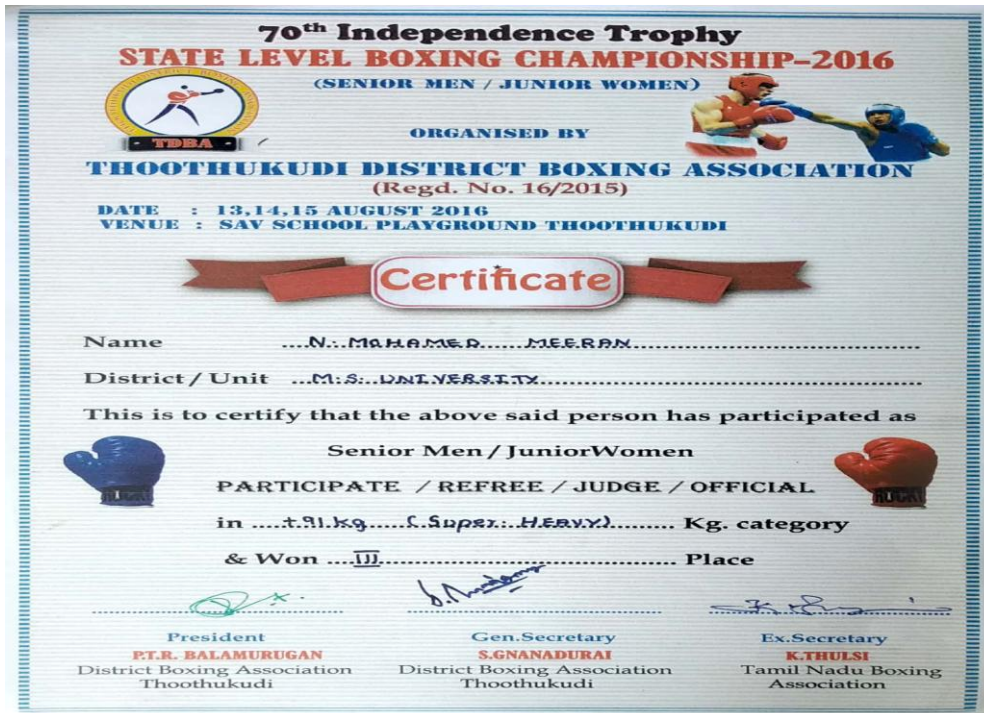 70th Independence Trophy
STATE LEVEL BOXING CHAMPIONSHIP-2016
(SENIOR MEN / JUNIOR WOMEN)
TDBA
ORGANISED BY
THOOTHUKUDI DISTRICT BOXING ASSOCIATION
(Regd. No. 16/2015)
DATE : 13,14,15 AUGUST 2016
VENUE : SAV SCHOOL PLAYGROUND THOOTHUKUDI
Certificate
Name ....N. MOHAMED MEERAN....
District / Unit ....M.S. UNIVERSITY....
This is to certify that the above said person has participated as
Senior Men / JuniorWomen
PARTICIPATE / REFREE / JUDGE / OFFICIAL
in ....+91 kg (Super: HEAVY).... Kg. category
& Won ....III.... Place
ROCKY
ROCKY
President
P.T.R. BALAMURUGAN
District Boxing Association
Thoothukudi
Gen.Secretary
S.GNANADURAI
District Boxing Association
Thoothukudi
Ex.Secretary
K.THULSI
Tamil Nadu Boxing
Association